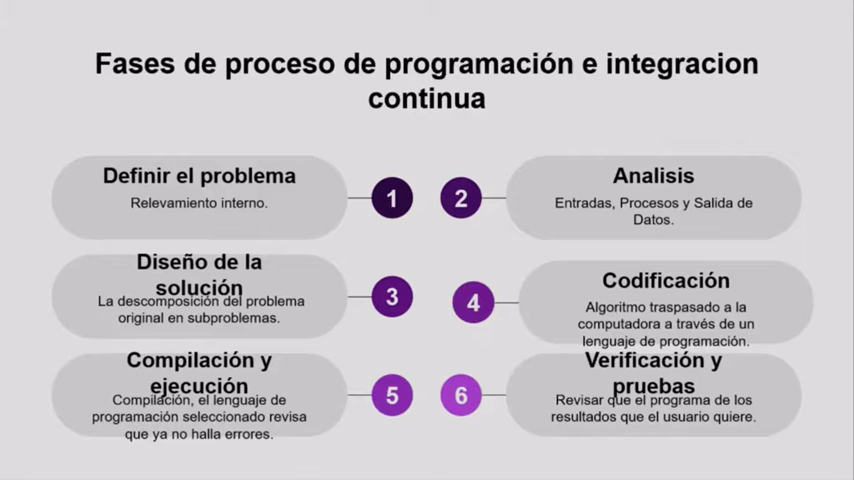 Fases de proceso de programación e integracion
continua
Definir el problema
Relevamiento interno.
1
2
Analisis
Entradas, Procesos y Salida de
Datos.
Diseño de la
solución
La descomposición del problema
original en subproblemas.
3
4
Codificación
Algoritmo traspasado a la
computadora a través de un
lenguaje de programación.
Compilación y
ejecución
Compilación, el lenguaje de
programación seleccionado revisa
que ya no halla errores.
5
6
Verificación y
pruebas
Revisar que el programa de los
resultados que el usuario quiere.